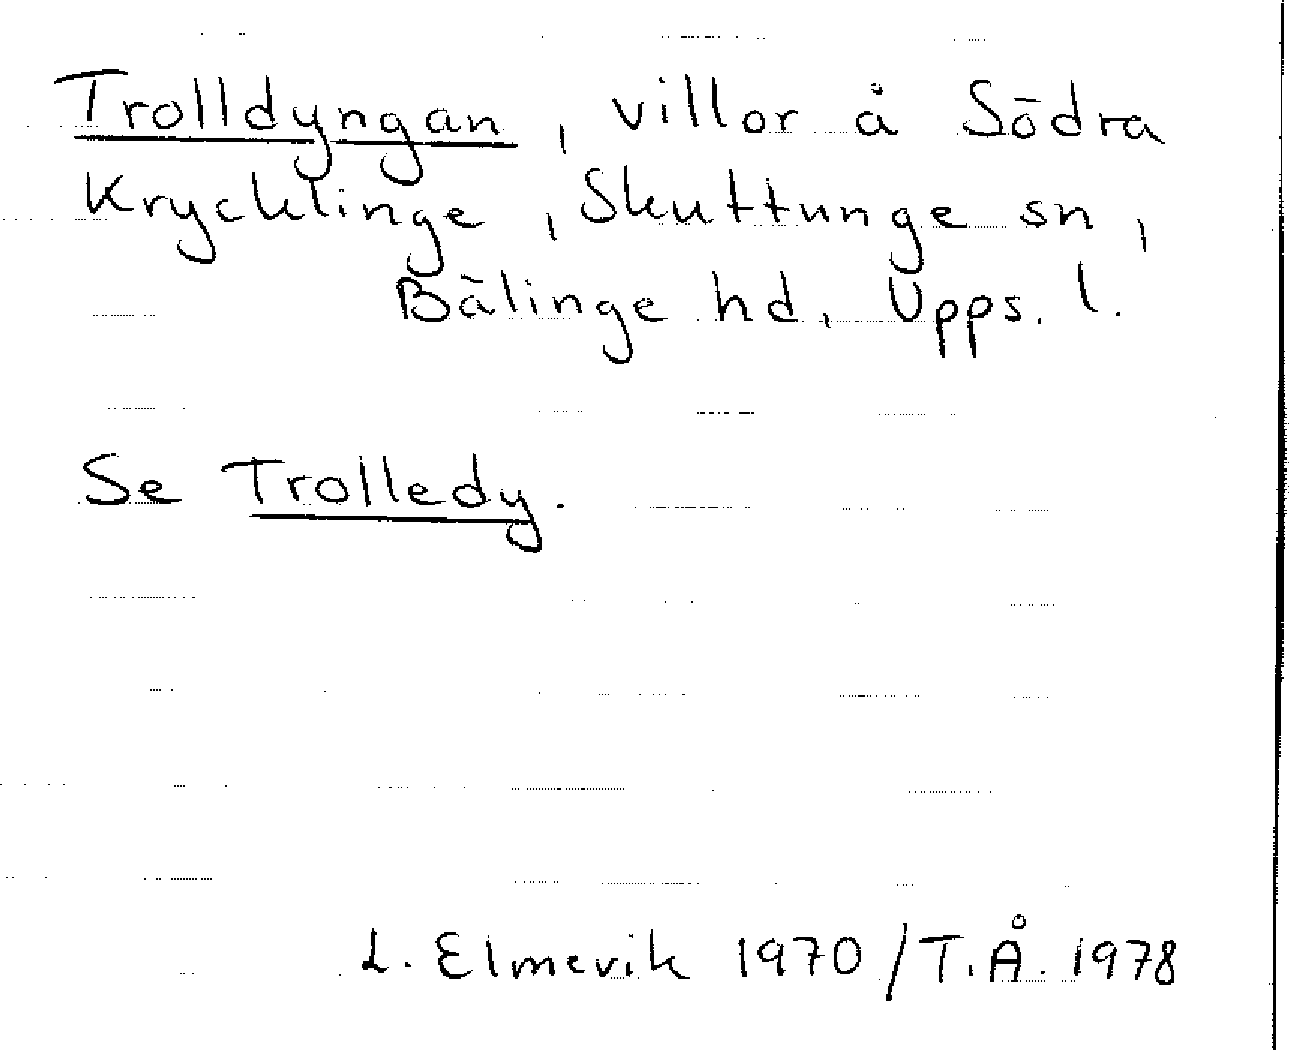 Trolldyngan, villor å Södra
Krycklinge, Skuttunge sn,
Bälinge hd, Upps. l.
Se Trolledy.
L. Elmevik 1970/T.Å. 1978